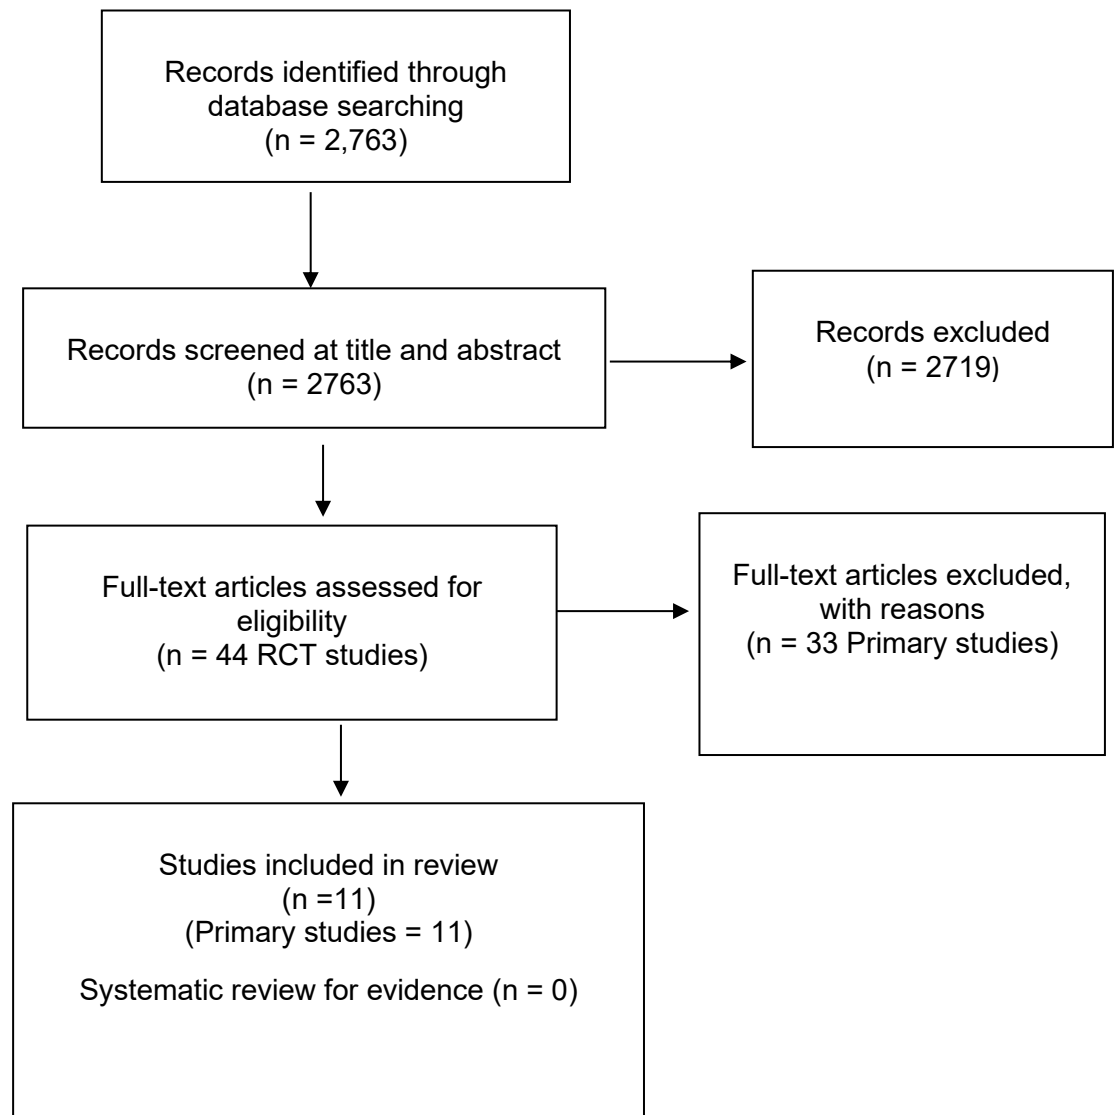 Records identified through
database searching
(n = 2,763)
Records screened at title and abstract
(n = 2763)
Records excluded
(n = 2719)
Full-text articles assessed for
eligibility
(n = 44 RCT studies)
Full-text articles excluded,
with reasons
(n = 33 Primary studies)
Studies included in review
(n =11)
(Primary studies = 11)
Systematic review for evidence (n = 0)